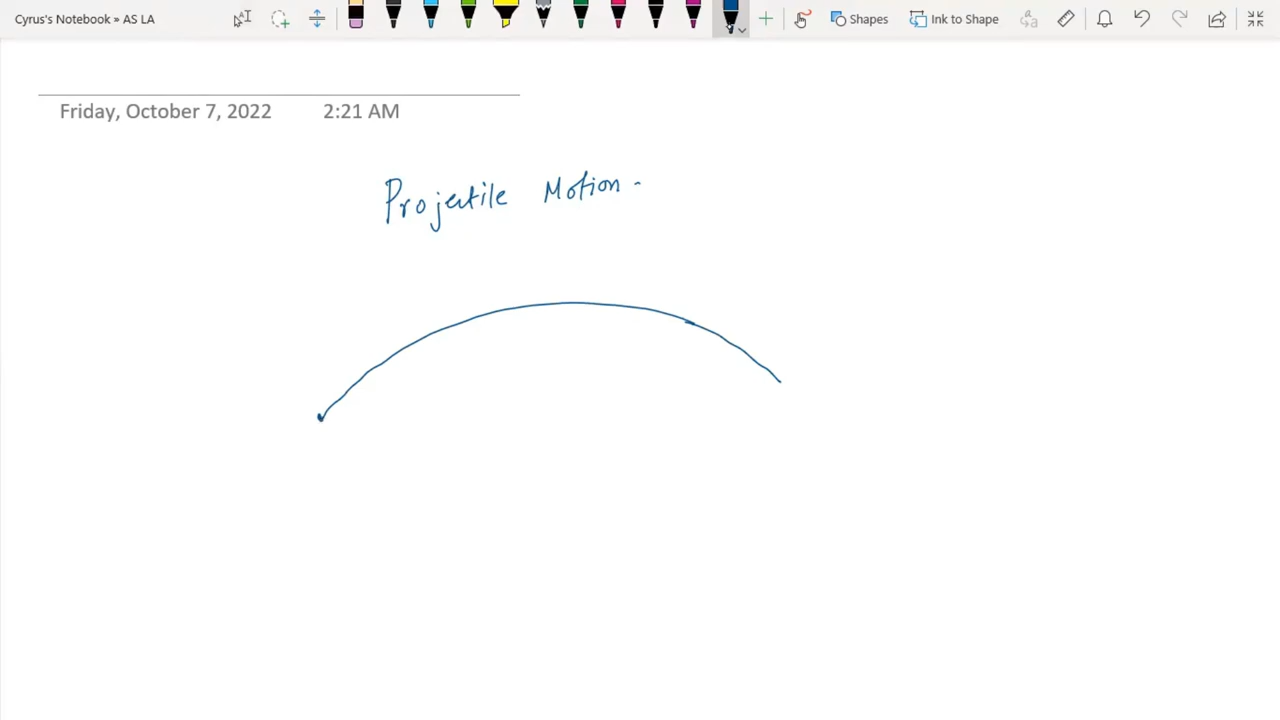 Cyrus's Notebook » AS LA
Shapes
Ink to Shape
Friday, October 7, 2022 2:21 AM
Projectile Motion -